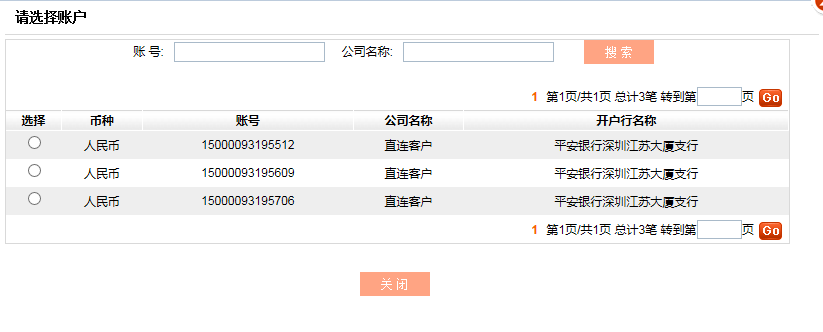 请选择账户
账 号: 公司名称: 搜 索
1 第1页/共1页 总计3笔 转到第 页 Go
选择 币种 账号 公司名称 开户行名称
人民币 15000093195512 直连客户 平安银行深圳江苏大厦支行
人民币 15000093195609 直连客户 平安银行深圳江苏大厦支行
人民币 15000093195706 直连客户 平安银行深圳江苏大厦支行
1 第1页/共1页 总计3笔 转到第 页 Go
关 闭